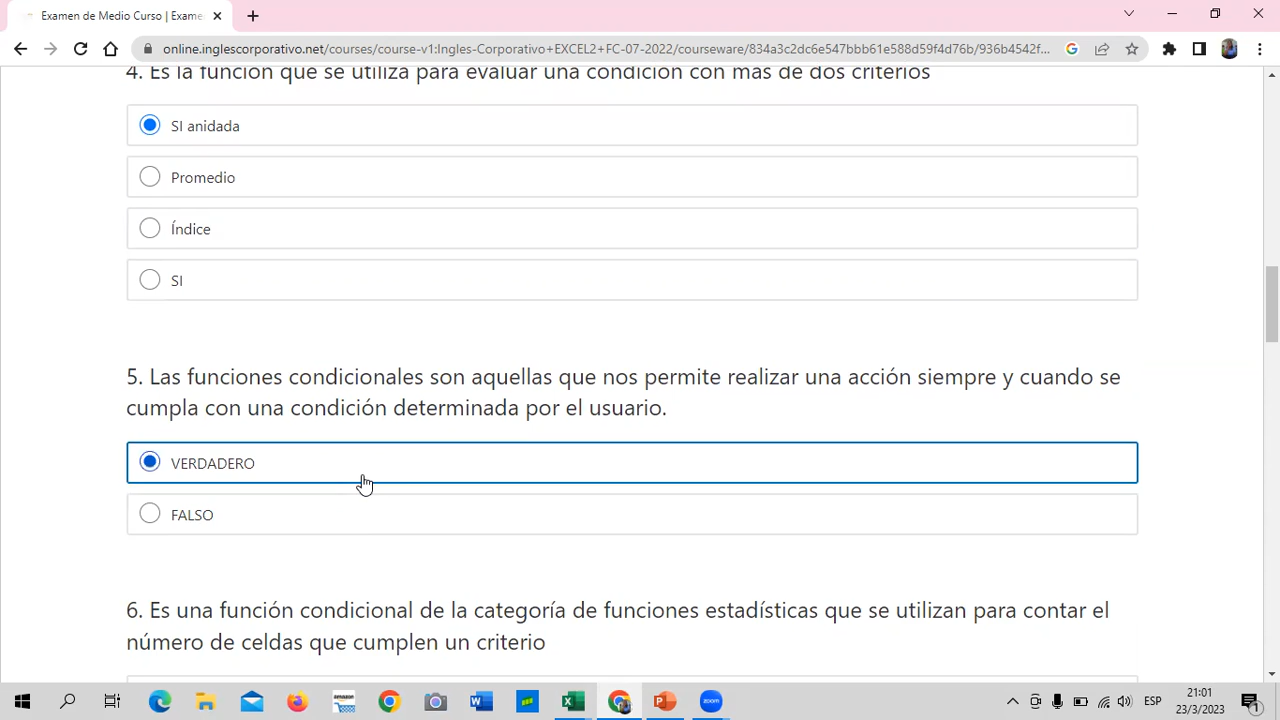 Examen de Medio Curso | Exame
online.inglescorporativo.net/courses/course-v1:Ingles-Corporativo+EXCEL2+FC-07-2022/courseware/834a3c2dc6e547bbb61e588d59f4d76b/936b4542f...
4. Es la función que se utiliza para evaluar una condición con más de dos criterios
SI anidada
Promedio
Índice
SI
5. Las funciones condicionales son aquellas que nos permite realizar una acción siempre y cuando se
cumpla con una condición determinada por el usuario.
VERDADERO
FALSO
6. Es una función condicional de la categoría de funciones estadísticas que se utilizan para contar el
número de celdas que cumplen un criterio
amazon
zoom
ESP
21:01
23/3/2023
1